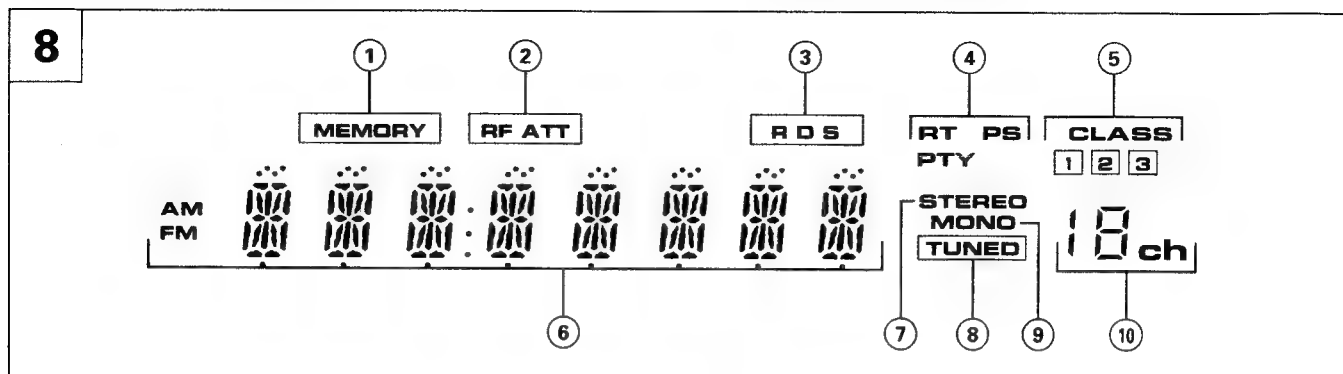 8
1 2 3 4 5
MEMORY RF ATT R D S RT PS CLASS
PTY 1 2 3
AM STEREO
FM MONO
TUNED 18 ch
6 7 8 9 10